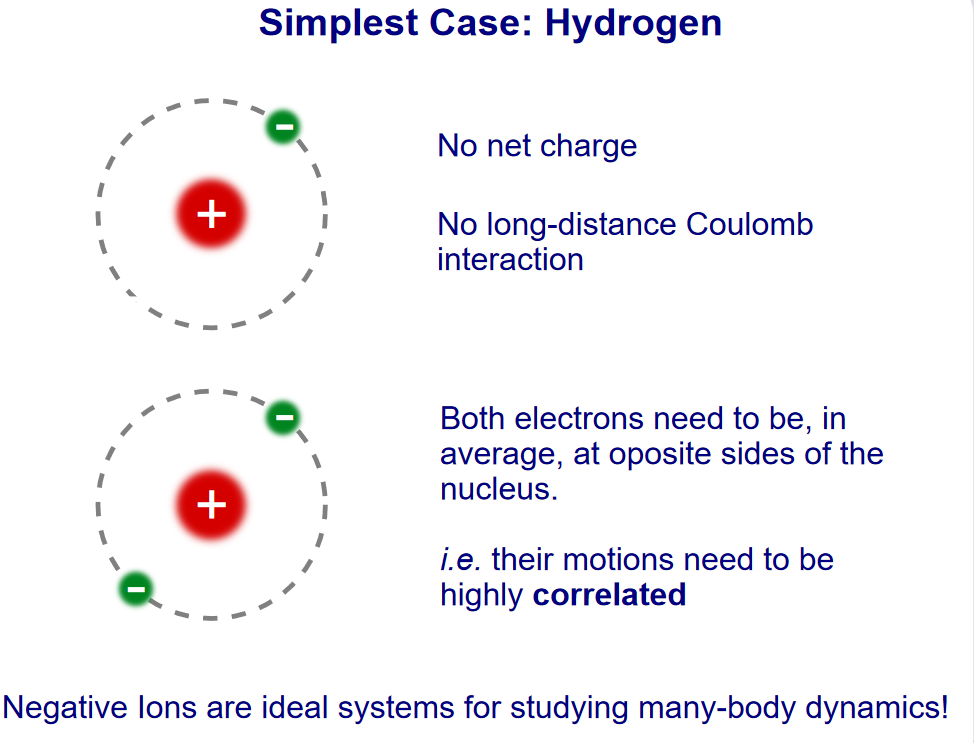 Simplest Case: Hydrogen
−
+
No net charge
No long-distance Coulomb
interaction
−
+
−
Both electrons need to be, in
average, at oposite sides of the
nucleus.
i.e. their motions need to be
highly correlated
Negative Ions are ideal systems for studying many-body dynamics!